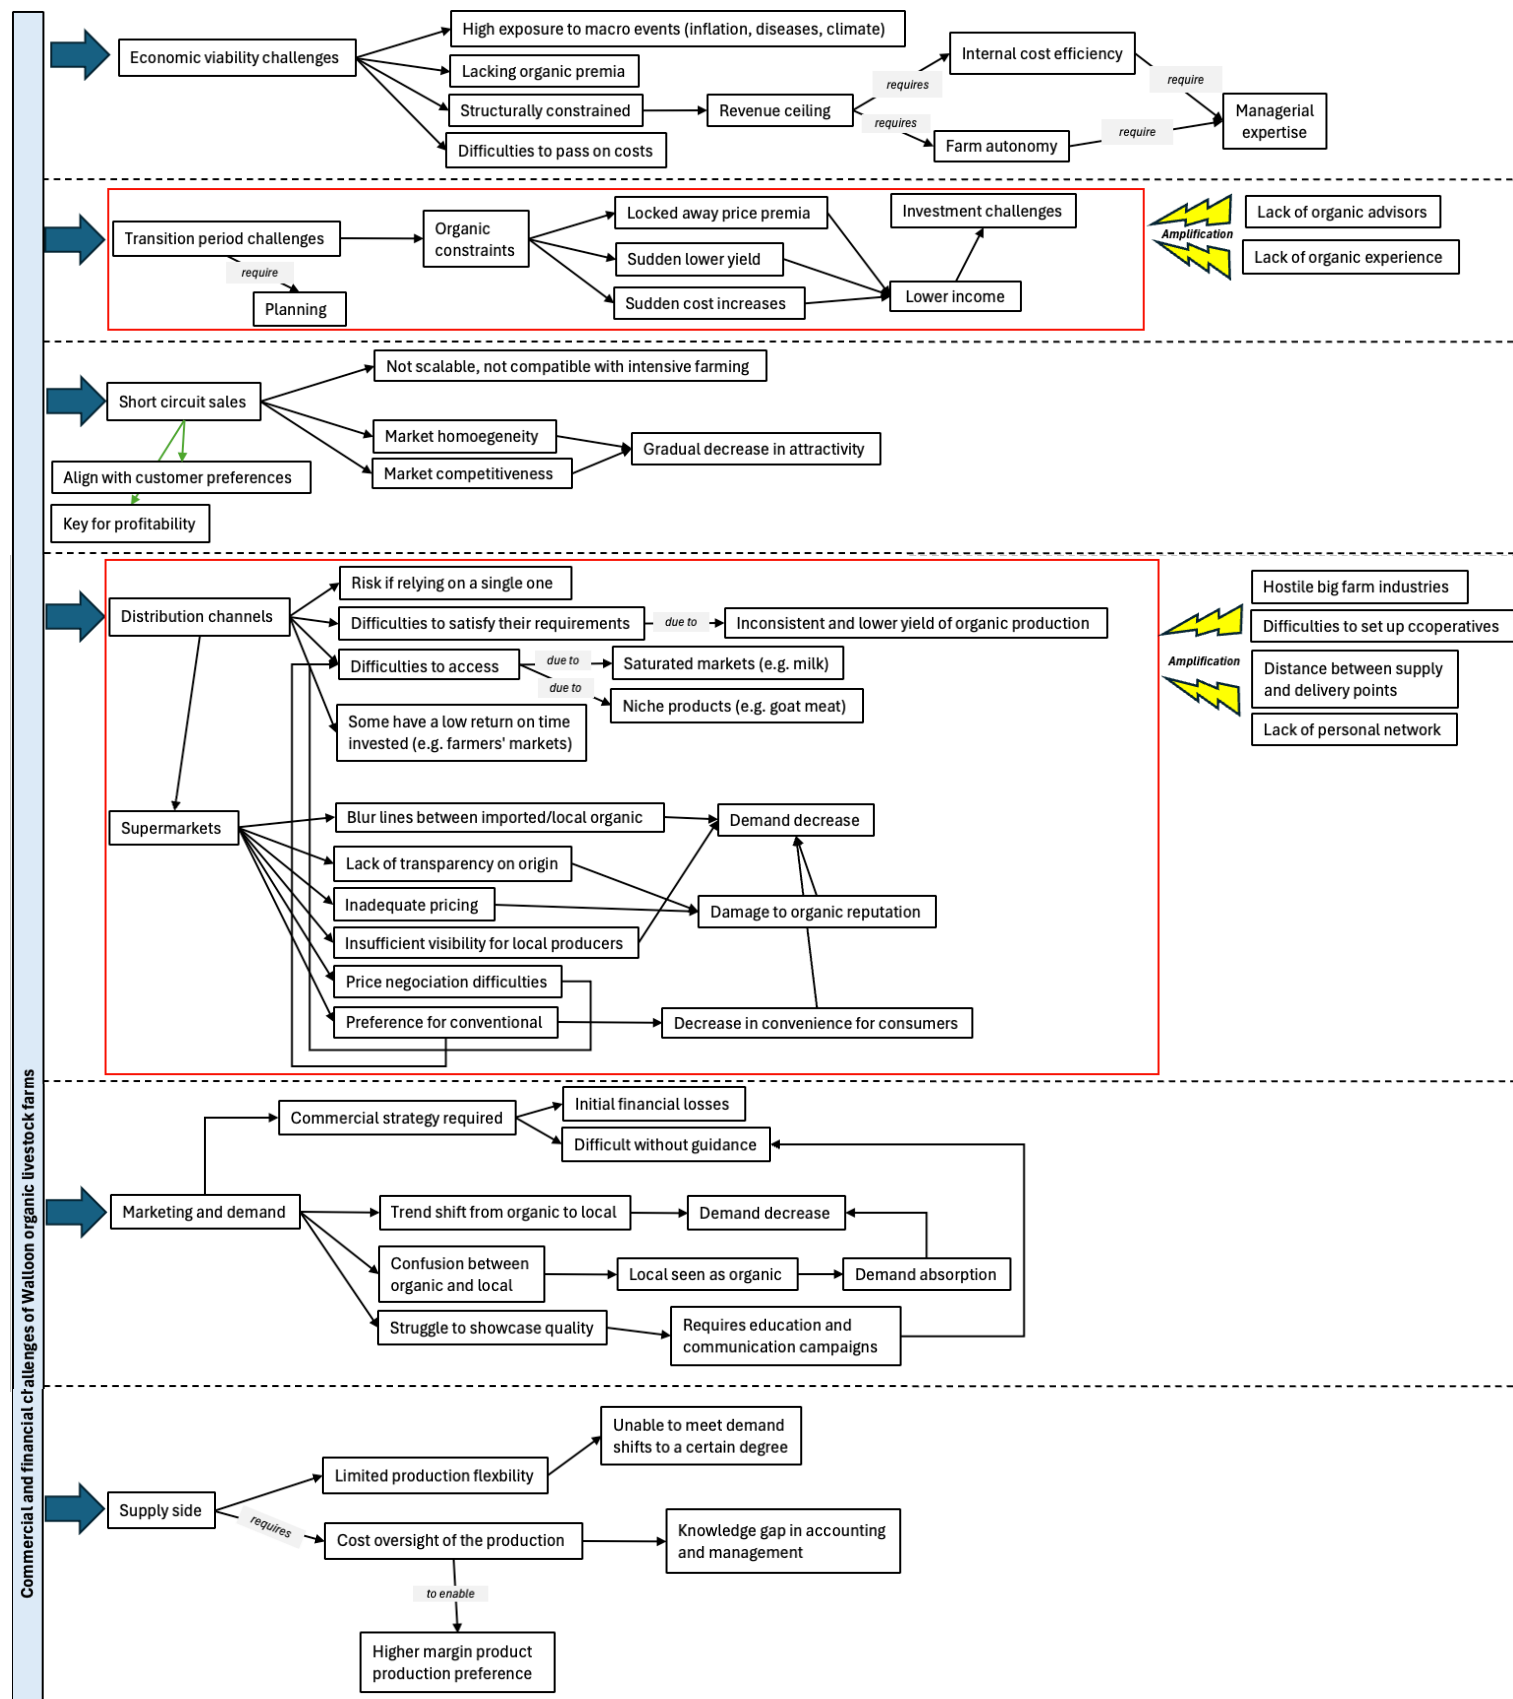 Commercial and financial challenges of Walloon organic livestock farms
Economic viability challenges
High exposure to macro events (inflation, diseases, climate)
Lacking organic premia
Structurally constrained
Difficulties to pass on costs
Revenue ceiling
requires
requires
Internal cost efficiency
Farm autonomy
require
require
Managerial
expertise
Transition period challenges
require
Planning
Organic
constraints
Locked away price premia
Sudden lower yield
Sudden cost increases
Investment challenges
Lower income
Amplification
Lack of organic advisors
Lack of organic experience
Short circuit sales
Align with customer preferences
Key for profitability
Not scalable, not compatible with intensive farming
Market homoegeneity
Market competitiveness
Gradual decrease in attractivity
Distribution channels
Risk if relying on a single one
Difficulties to satisfy their requirements
due to
Inconsistent and lower yield of organic production
Difficulties to access
due to
Saturated markets (e.g. milk)
due to
Niche products (e.g. goat meat)
Some have a low return on time
invested (e.g. farmers' markets)
Amplification
Hostile big farm industries
Difficulties to set up ccoperatives
Distance between supply
and delivery points
Lack of personal network
Supermarkets
Blur lines between imported/local organic
Lack of transparency on origin
Inadequate pricing
Insufficient visibility for local producers
Price negociation difficulties
Preference for conventional
Demand decrease
Damage to organic reputation
Decrease in convenience for consumers
Marketing and demand
Commercial strategy required
Initial financial losses
Difficult without guidance
Trend shift from organic to local
Demand decrease
Confusion between
organic and local
Local seen as organic
Demand absorption
Struggle to showcase quality
Requires education and
communication campaigns
Supply side
Limited production flexbility
Unable to meet demand
shifts to a certain degree
requires
Cost oversight of the production
Knowledge gap in accounting
and management
to enable
Higher margin product
production preference